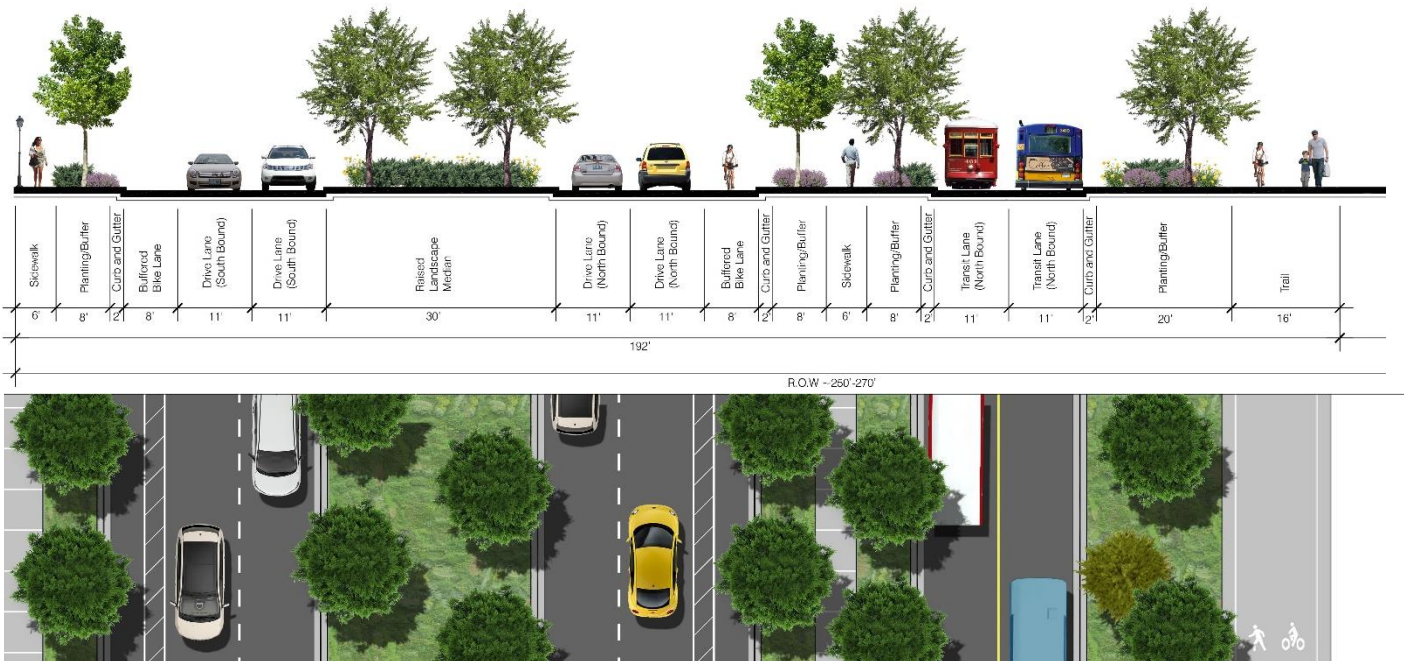 Sidewalk
Planting/Buffer
Curb and Gutter
Buffered
Bike Lane
Drive Lane
(South Bound)
Drive Lane
(South Bound)
Raised
Landscape
Median
Drive Lane
(North Bound)
Drive Lane
(North Bound)
Buffered
Bike Lane
Curb and Gutter
Planting/Buffer
Sidewalk
Planting/Buffer
Curb and Gutter
Transit Lane
(North Bound)
Transit Lane
(North Bound)
Curb and Gutter
Planting/Buffer
Trail
6' 8' 2' 8' 11' 11' 30' 11' 11' 8' 2' 8' 6' 8' 2' 11' 11' 2' 20' 16'
192'
R.O.W ~250'-270'